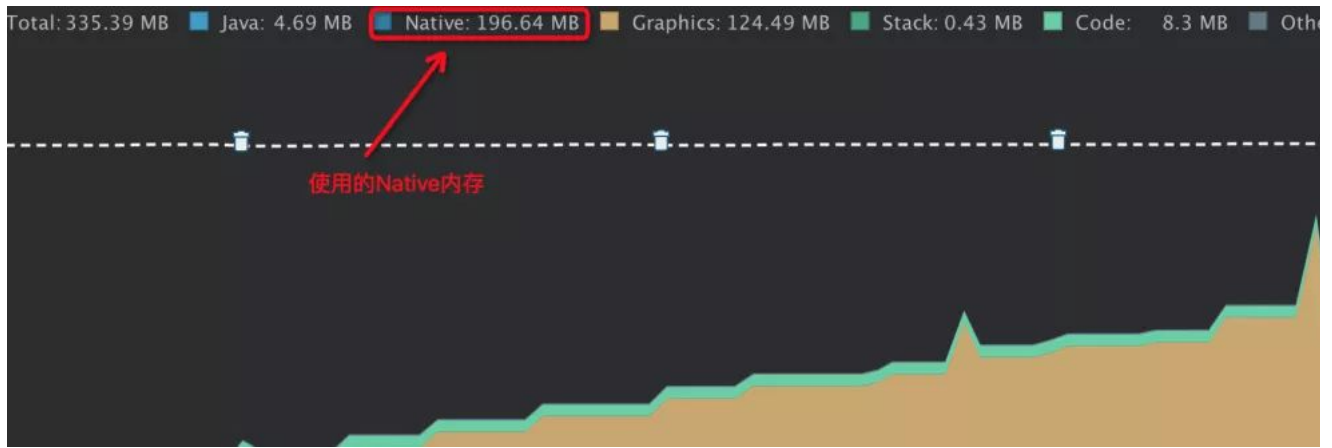 Total: 335.39 MB Java: 4.69 MB Native: 196.64 MB Graphics: 124.49 MB Stack: 0.43 MB Code: 8.3 MB Othe
使用的Native内存